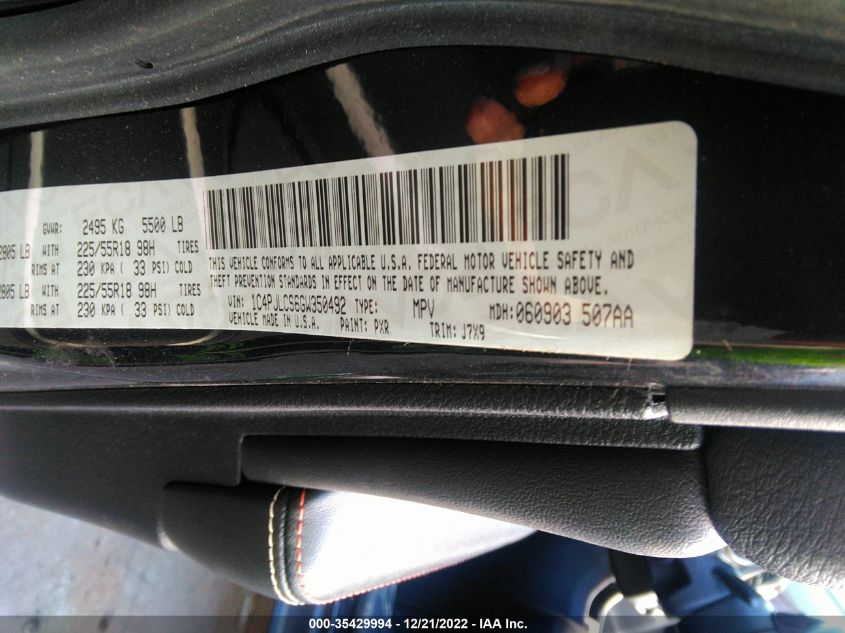 GVWR: 2495 KG 5500 LB
2805 LB WITH 225/55R18 98H TIRES
RIMS AT 230 KPA ( 33 PSI) COLD
2805 LB WITH 225/55R18 98H TIRES
RIMS AT 230 KPA ( 33 PSI) COLD
THIS VEHICLE CONFORMS TO ALL APPLICABLE U.S.A. FEDERAL MOTOR VEHICLE SAFETY AND
THEFT PREVENTION STANDARDS IN EFFECT ON THE DATE OF MANUFACTURE SHOWN ABOVE.
VIN: 1C4PJLCS6GW350492 TYPE: MPV MDH:060903 507AA
VEHICLE MADE IN U.S.A. PAINT: PXR TRIM: J7X9
000-35429994 - 12/21/2022 - IAA Inc.